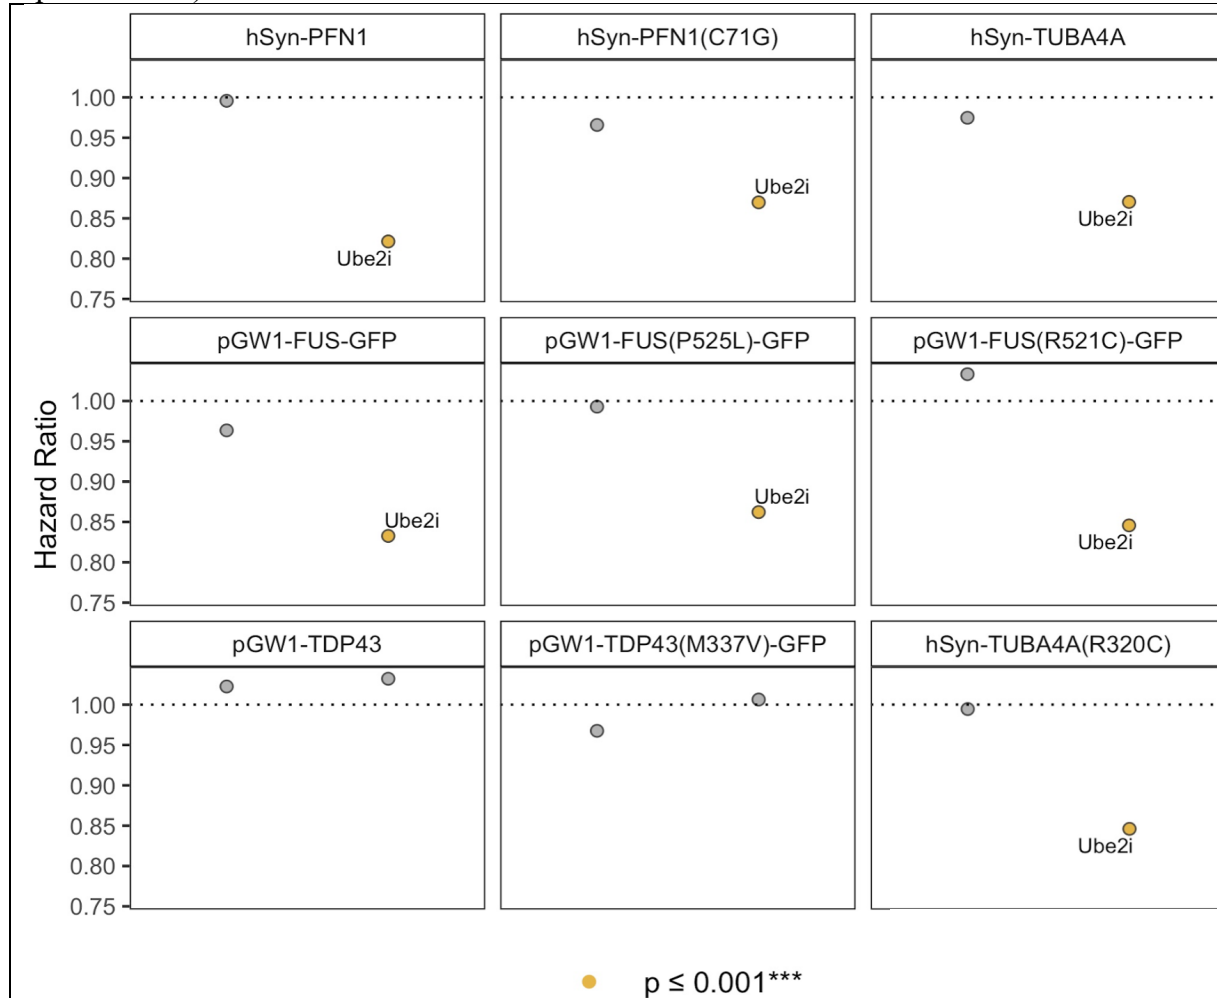 hSyn-PFN1 hSyn-PFN1(C71G) hSyn-TUBA4A
1.00
0.95
0.90
0.85
0.80
0.75
Ube2i
Ube2i
Ube2i
pGW1-FUS-GFP pGW1-FUS(P525L)-GFP pGW1-FUS(R521C)-GFP
Hazard Ratio
1.00
0.95
0.90
0.85
0.80
0.75
Ube2i
Ube2i
Ube2i
pGW1-TDP43 pGW1-TDP43(M337V)-GFP hSyn-TUBA4A(R320C)
1.00
0.95
0.90
0.85
0.80
0.75
Ube2i
p ≤ 0.001***